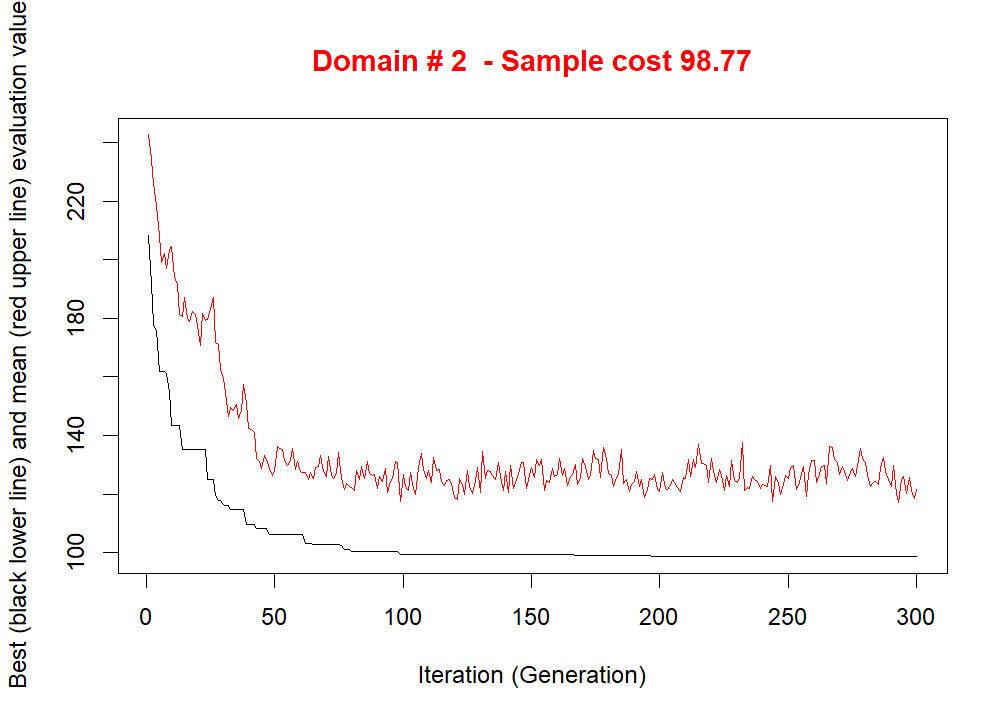 Domain # 2  - Sample cost 98.77
Best (black lower line) and mean (red upper line) evaluation value
220
180
140
100
0 50 100 150 200 250 300
Iteration (Generation)